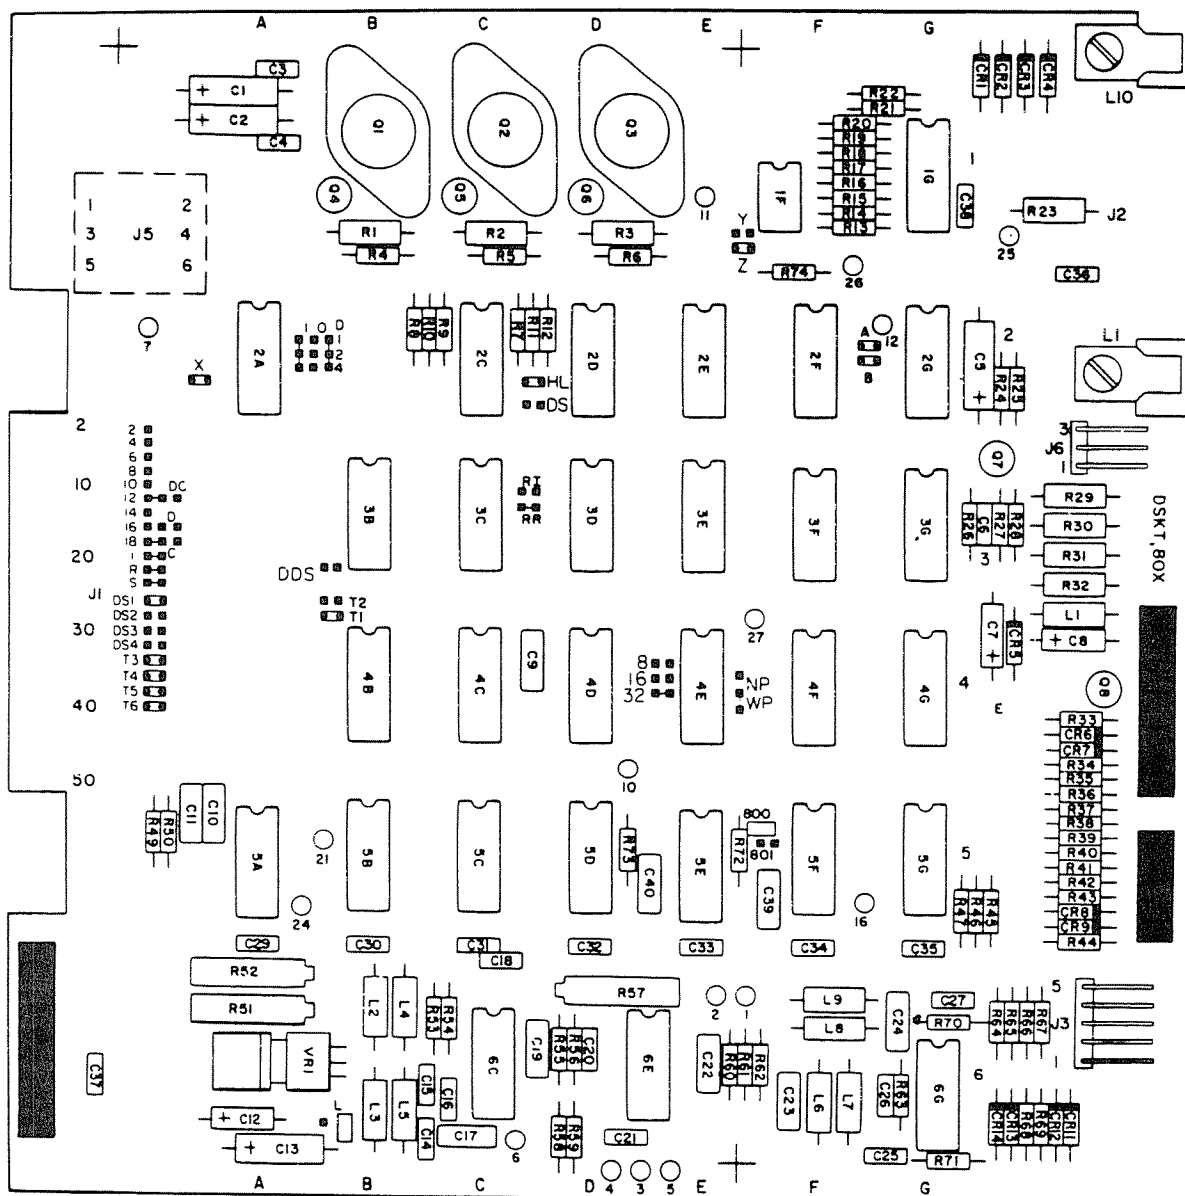 A B C D E F G
C3
C1
C2
C4
Q1 Q2 Q3
Q4 Q5 Q6
R1 R2 R3
R4 R5 R6
11
Y
Z
1F
R22
R21
R20
R19
R18
R17
R16
R15
R14
R13
R74
26
1G
1
C38
CR1 CR2 CR3 CR4
L10
R23
J2
25
C36
1 2
3 J5 4
5 6
7
X
2A
1 0 D
1
2
4
R8 R10 R9
2C
R7 R11 R12
HL
DS
2D
2E
2F
A
B
12
2G
C5
2
R24 R25
L1
3
J6
1
Q7
2
10
20
J1
30
40
50
2
4
6
8
10
12
14
16
18
1
R
S
DS1
DS2
DS3
DS4
T3
T4
T5
T6
DC
D
C
3B
3C
RI
RR
3D
3E
3F
3G
R26 C6 R27 R28
3
R29
R30
R31
R32
L1
C8
DSKT, 80X
DDS
T2
T1
27
C7
CR5
E
Q8
4B
4C
C9
4D
8
16
32
4E
NP
WP
4F
4G
4
10
R33
CR6
CR7
R34
R35
R36
R37
R38
R39
R40
R41
R42
R43
CR8
CR9
R44
R49 R50
C11 C10
5A
21
24
5B
5C
5D
R73
C40
5E
R72
800
801
C39
5F
16
5G
5
R47 R46 R45
C29 C30 C31 C32 C33 C34 C35
C18
R52
R51
L2 L4
R53 R54
R57
2 1
L9
L8
C24
C27
R70
R64 R65 R66 R67
5
J3
1
C37
VR1
C12
C13
L
L3 L5
C15
C14
C16
C17
6C
6
C19
R55 R56 C20
R58 R59
6E
C21
4 3 5
C22
R60 R61 R62
C23
L6 L7
C26 R63
6G
6
C25
R71
CR14 CR13 R68 R69 CR12 CR11
A B C D E F G